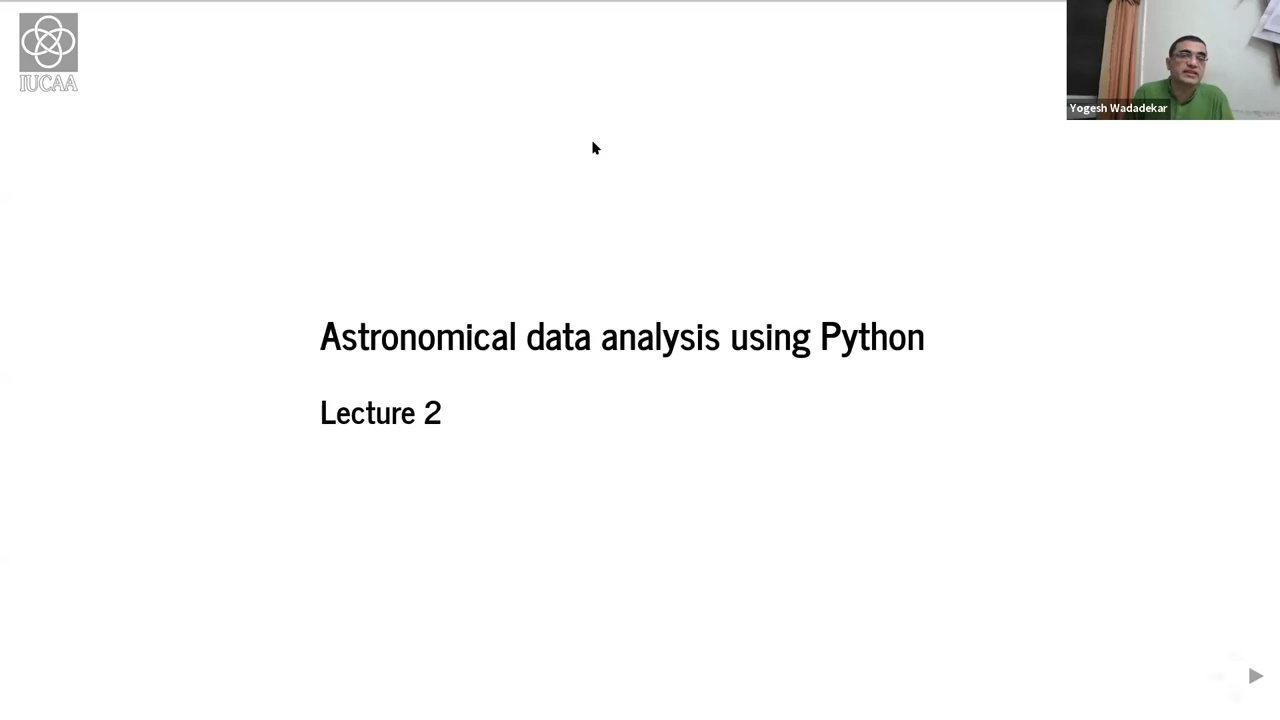 IUCAA
Yogesh Wadadekar
Astronomical data analysis using Python
Lecture 2